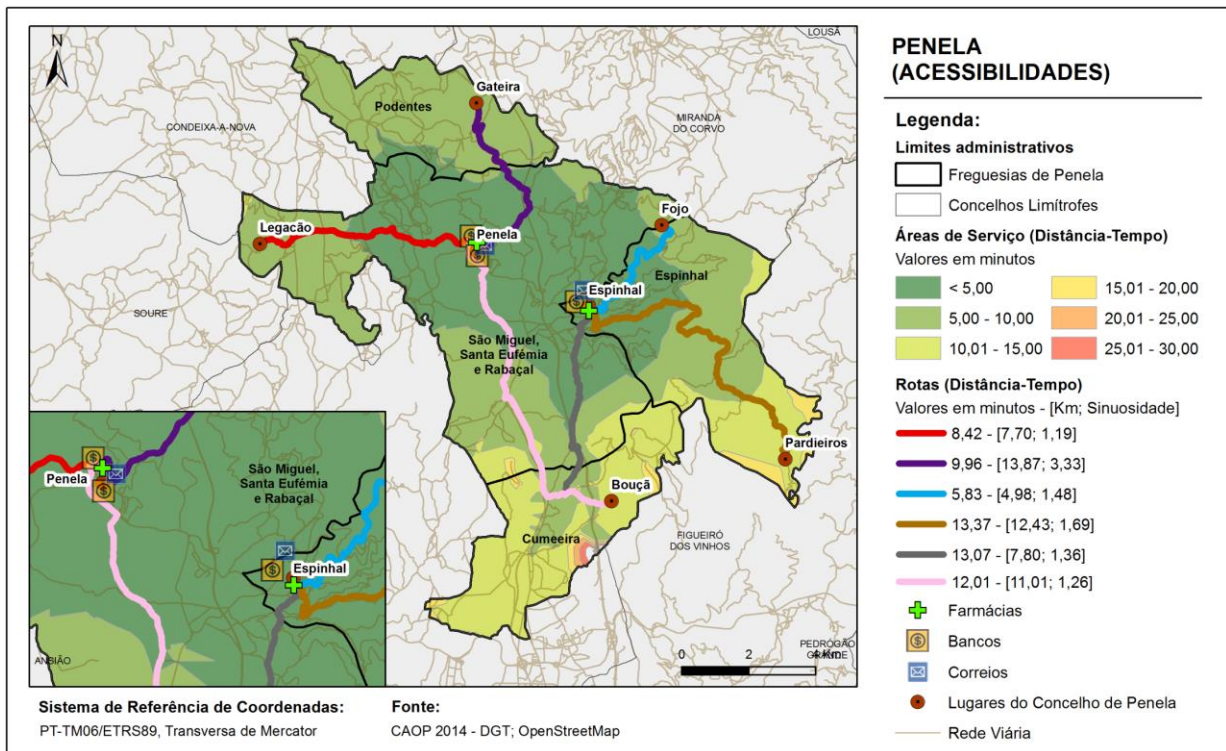 N
LOUSÃ
Gateira
Podentes
CONDEIXA-A-NOVA
MIRANDA
DO CORVO
Fojo
Legacão
Penela
Espinhal
Espinhal
SOURE
São Miguel,
Santa Eufémia
e Rabaçal
Pardieiros
Bouçã
Cumeeira
FIGUEIRÓ
DOS VINHOS
PEDRÓGÃO
GRANDE
0 2 4 Km
São Miguel,
Santa Eufémia
e Rabaçal
Penela
Espinhal
ANSIÃO
Sistema de Referência de Coordenadas:
PT-TM06/ETRS89, Transversa de Mercator
Fonte:
CAOP 2014 - DGT; OpenStreetMap
PENELA
(ACESSIBILIDADES)
Legenda:
Limites administrativos
Freguesias de Penela
Concelhos Limítrofes
Áreas de Serviço (Distância-Tempo)
Valores em minutos
< 5,00
15,01 - 20,00
5,00 - 10,00
20,01 - 25,00
10,01 - 15,00
25,01 - 30,00
Rotas (Distância-Tempo)
Valores em minutos - [Km; Sinuosidade]
8,42 - [7,70; 1,19]
9,96 - [13,87; 3,33]
5,83 - [4,98; 1,48]
13,37 - [12,43; 1,69]
13,07 - [7,80; 1,36]
12,01 - [11,01; 1,26]
Farmácias
Bancos
Correios
Lugares do Concelho de Penela
Rede Viária